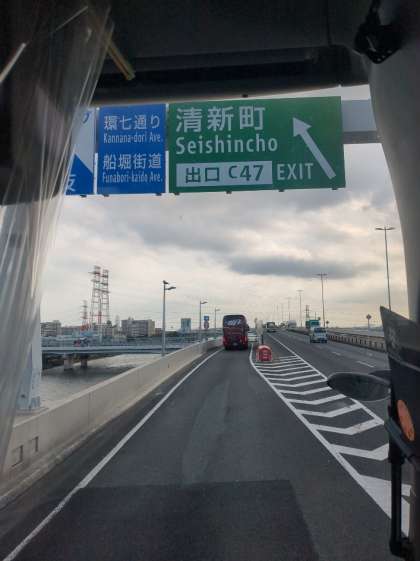 環七通り
Kannana-dori Ave.
船堀街道
Funabori-kaido Ave.
清新町
Seishincho
出口 C47 EXIT